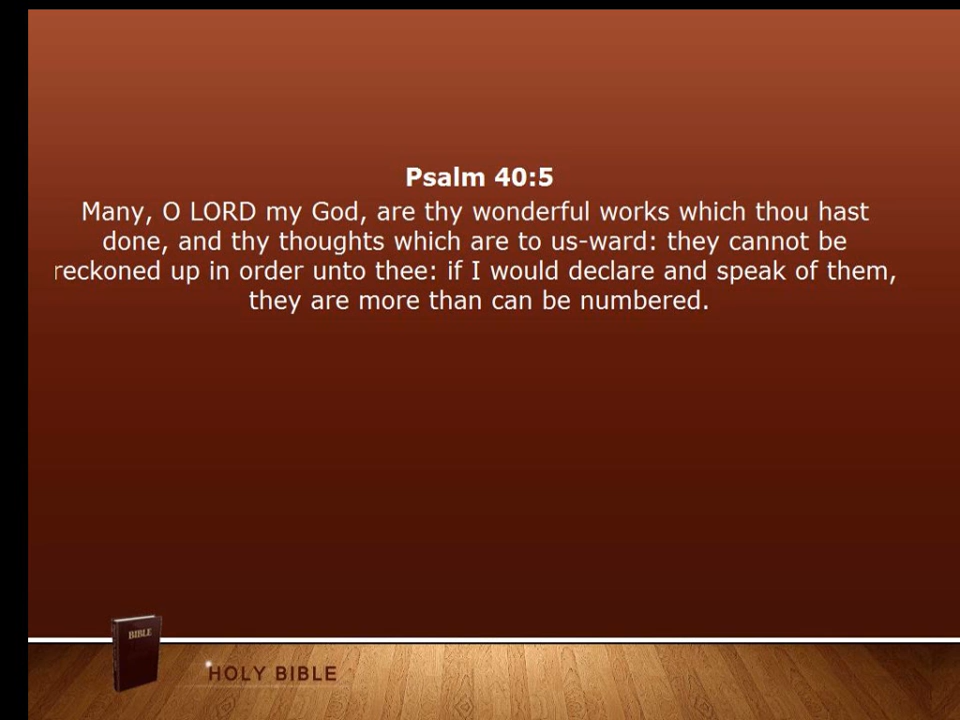 Psalm 40:5
Many, O LORD my God, are thy wonderful works which thou hast
done, and thy thoughts which are to us-ward: they cannot be
reckoned up in order unto thee: if I would declare and speak of them,
they are more than can be numbered.
BIBLE
HOLY BIBLE